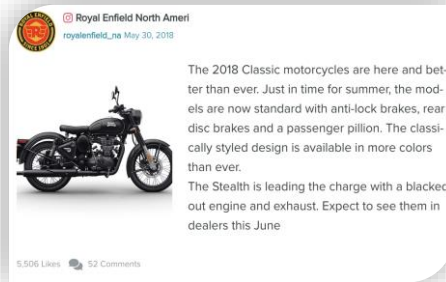 ROYAL ENFIELD
SINCE 1901
Royal Enfield North Ameri
royalenfield_na May 30, 2018
The 2018 Classic motorcycles are here and bet-
ter than ever. Just in time for summer, the mod-
els are now standard with anti-lock brakes, rear
disc brakes and a passenger pillion. The classi-
cally styled design is available in more colors
than ever.
The Stealth is leading the charge with a blacked
out engine and exhaust. Expect to see them in
dealers this June
5,506 Likes 52 Comments